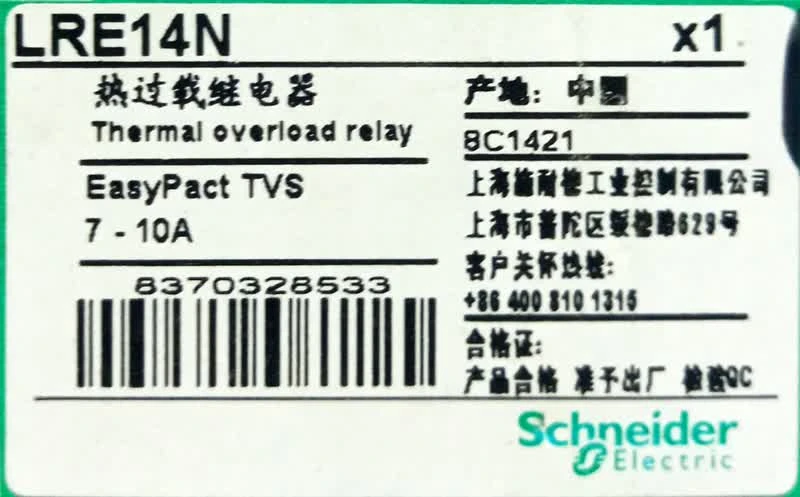 LRE14N x1
热过载继电器
Thermal overload relay
EasyPact TVS
7 - 10A
8370328533
产地: 中国
8C1421
上海施耐德工业控制有限公司
上海市普陀区绥德路629号
客户关怀热线:
+86 400 810 1315
合格证:
产品合格 准予出厂 检验QC
Schneider
Electric